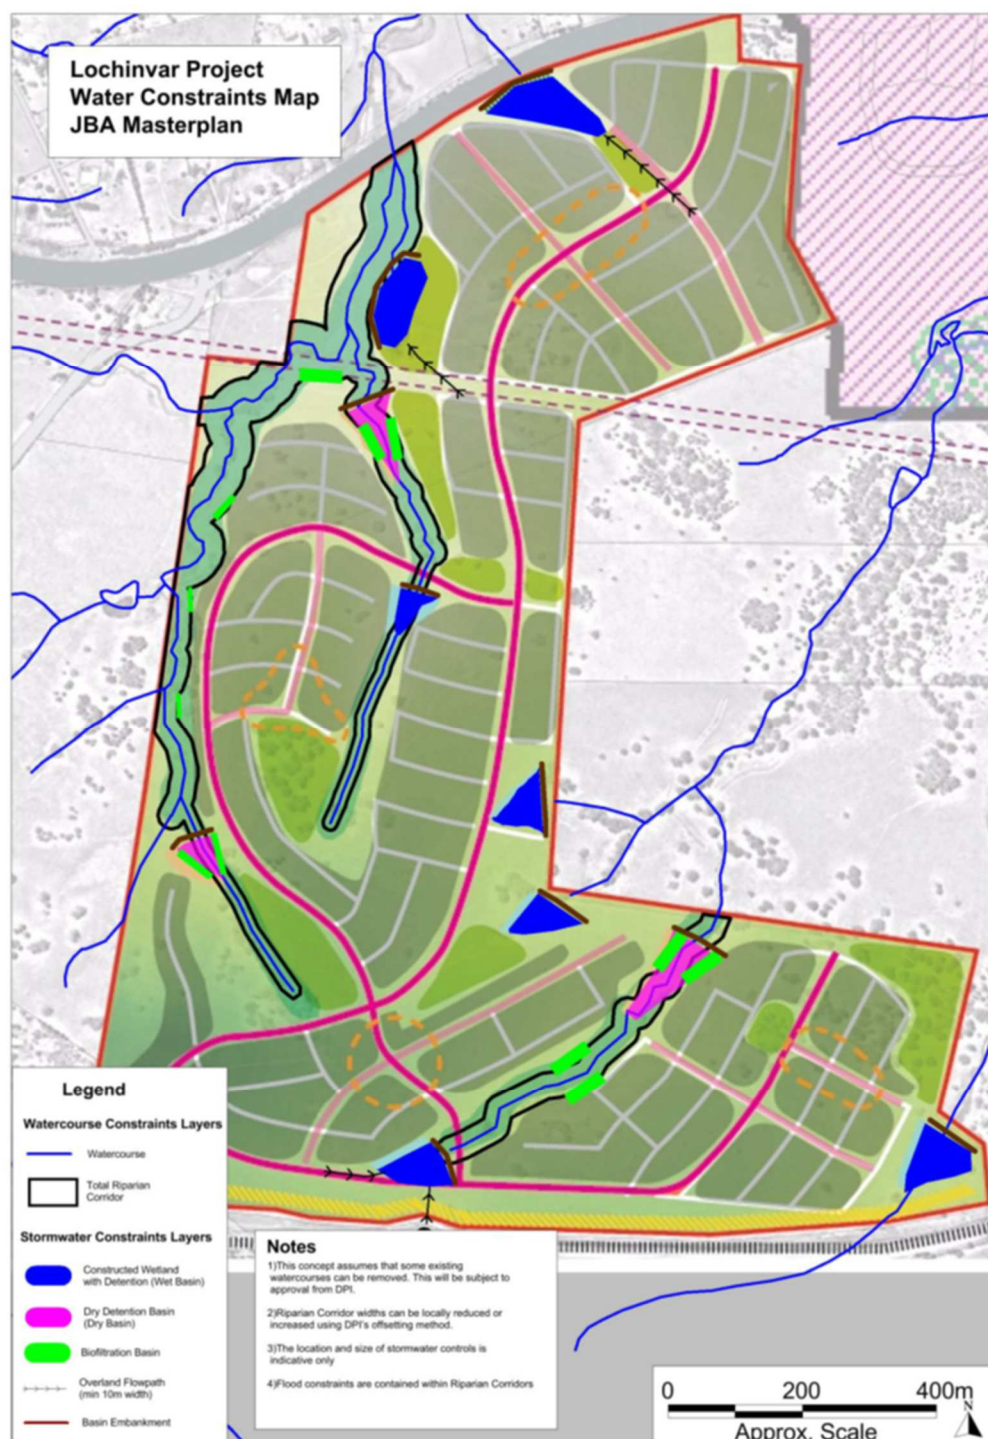 Lochinvar Project
Water Constraints Map
JBA Masterplan
Legend
Watercourse Constraints Layers
Watercourse
Total Riparian
Corridor
Stormwater Constraints Layers
Constructed Wetland
with Detention (Wet Basin)
Dry Detention Basin
(Dry Basin)
Biofiltration Basin
Overland Flowpath
(min 10m width)
Basin Embankment
Notes
1)This concept assumes that some existing
watercourses can be removed. This will be subject to
approval from DPI.
2)Riparian Corridor widths can be locally reduced or
increased using DPI's offsetting method.
3)The location and size of stormwater controls is
indicative only
4)Flood constraints are contained within Riparian Corridors
0 200 400m
N
Approx. Scale